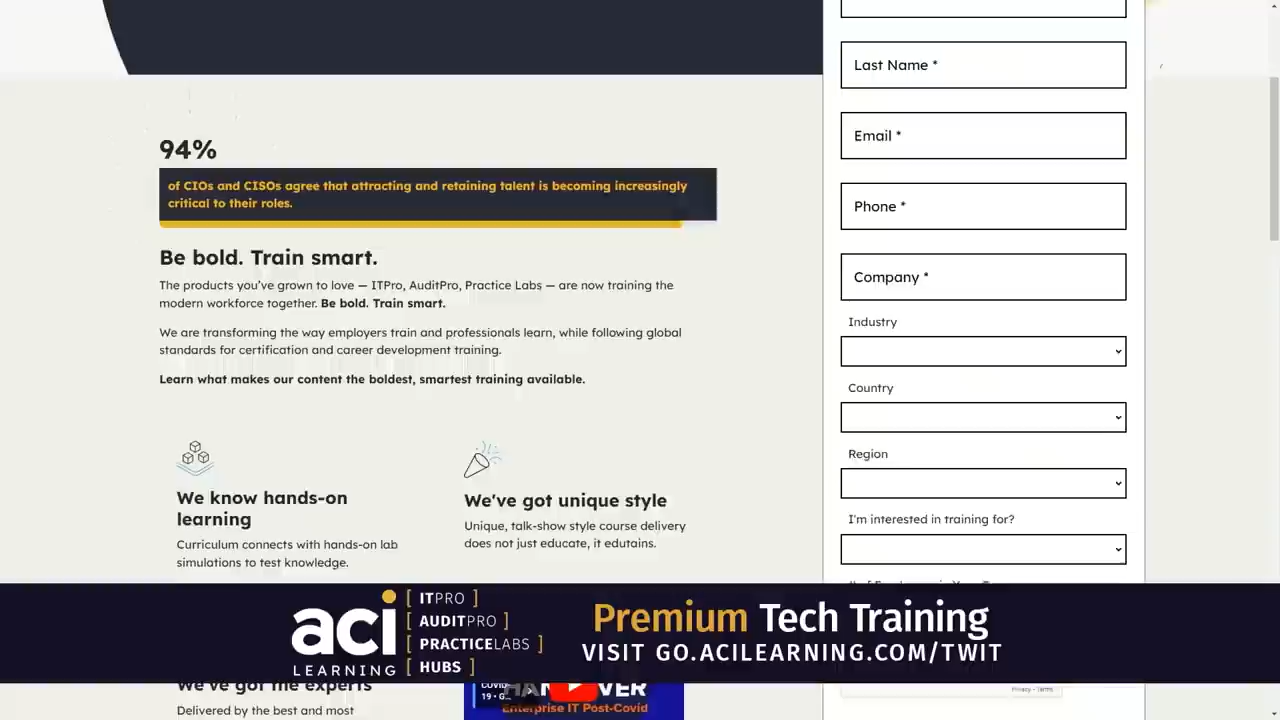 94%
of CIOs and CISOs agree that attracting and retaining talent is becoming increasingly
critical to their roles.
Be bold. Train smart.
The products you've grown to love — ITPro, AuditPro, Practice Labs — are now training the
modern workforce together. Be bold. Train smart.
We are transforming the way employers train and professionals learn, while following global
standards for certification and career development training.
Learn what makes our content the boldest, smartest training available.
We know hands-on
learning
Curriculum connects with hands-on lab
simulations to test knowledge.
We've got unique style
Unique, talk-show style course delivery
does not just educate, it edutains.
We've got the experts
Delivered by the best and most
COVID
19 •
Enterprise IT Post-Covid
Last Name *
Email *
Phone *
Company *
Industry
Country
Region
I'm interested in training for?
Privacy - Terms
aci
LEARNING
[ ITPRO ]
[ AUDITPRO ]
[ PRACTICELABS ]
[ HUBS ]
Premium Tech Training
VISIT GO.ACILEARNING.COM/TWIT